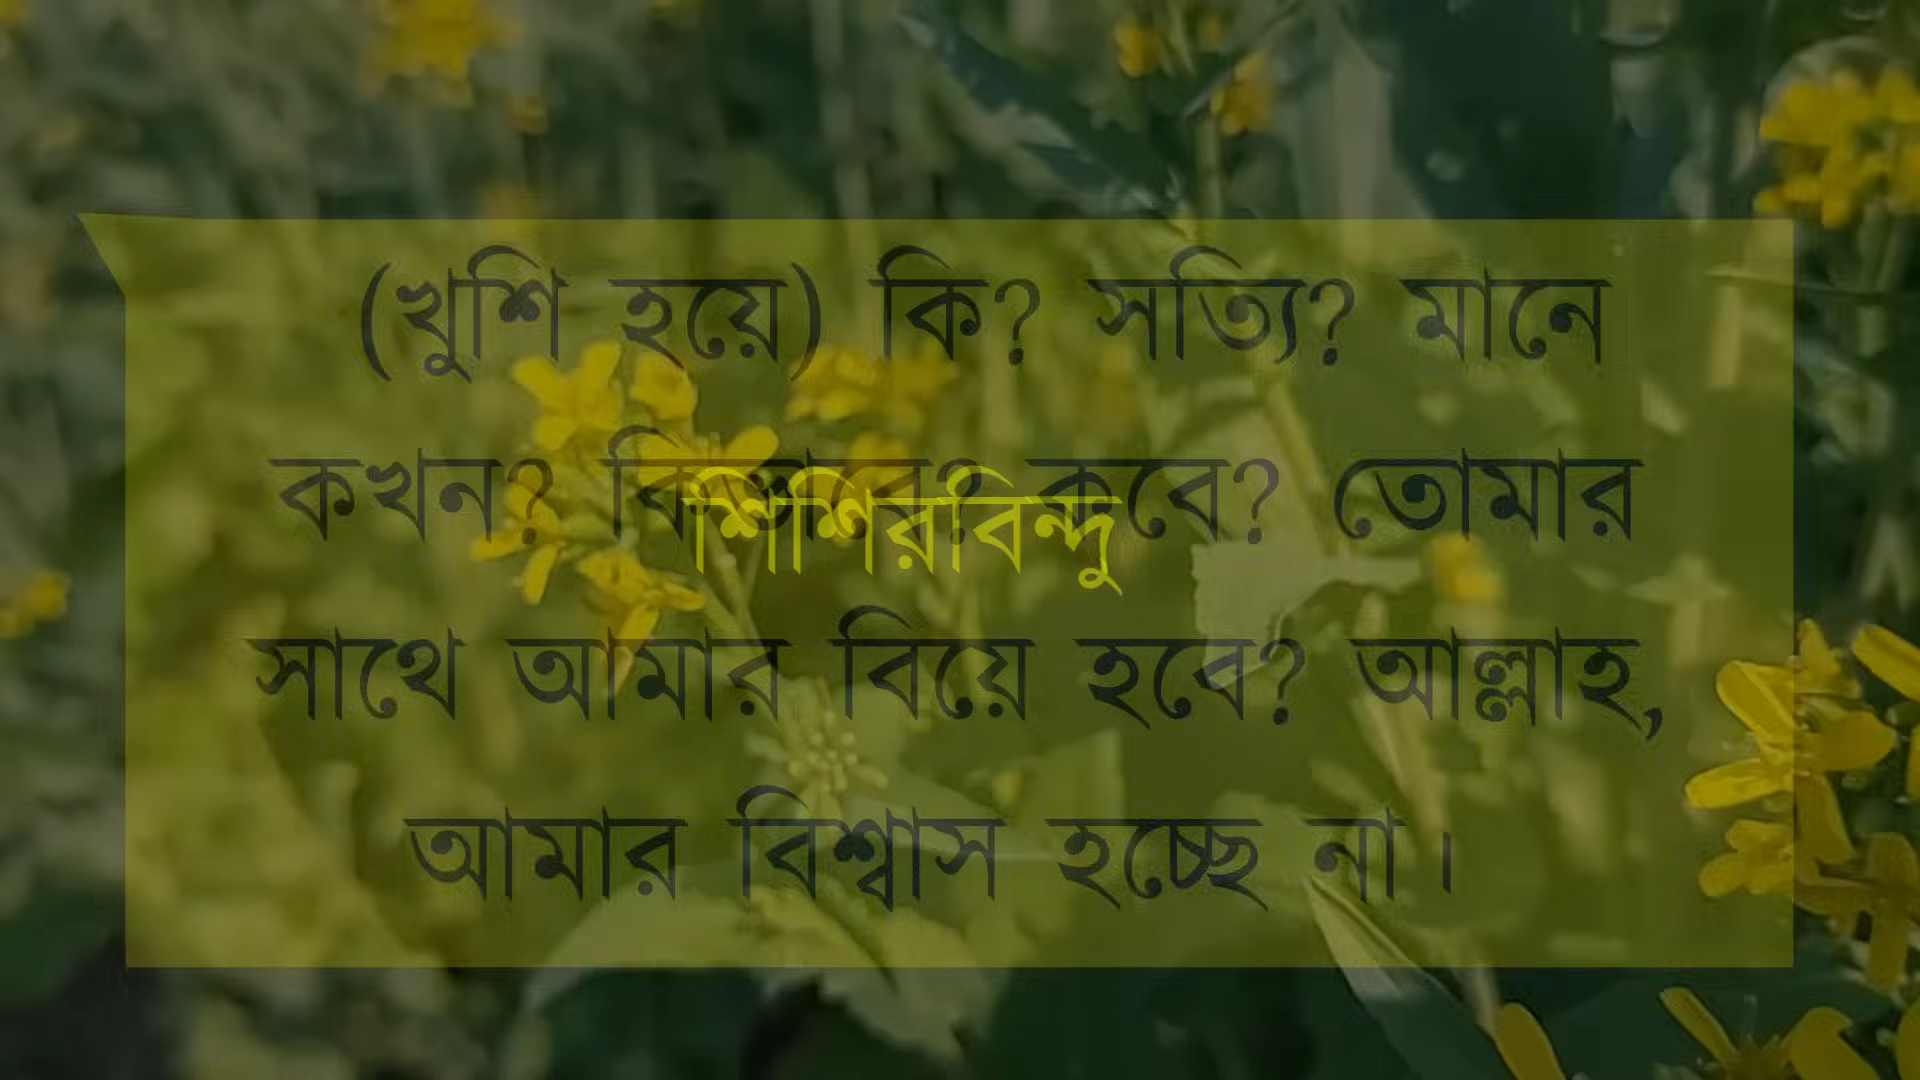 (খুশি হয়ে) কি? সত্যি? মানে
কখন? কিভাবে? কবে? তোমার
শিশিরবিন্দু
সাথে আমার বিয়ে হবে? আল্লাহ,
আমার বিশ্বাস হচ্ছে না।